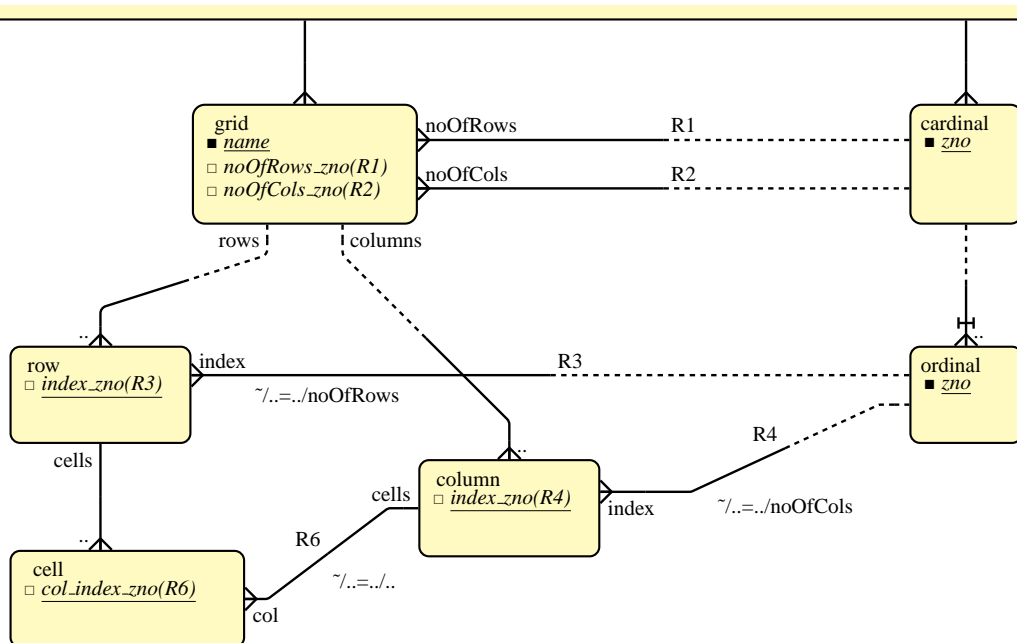 grid
■ name
□ noOfRows_zno(R1)
□ noOfCols_zno(R2)
noOfRows
R1
noOfCols
R2
cardinal
■ zno
rows
columns
..
row
□ index_zno(R3)
index
R3
~/..=../noOfRows
..
ordinal
■ zno
cells
R4
..
column
□ index_zno(R4)
index
~/..=../noOfCols
cells
R6
~/..=../..
..
cell
□ col_index_zno(R6)
col